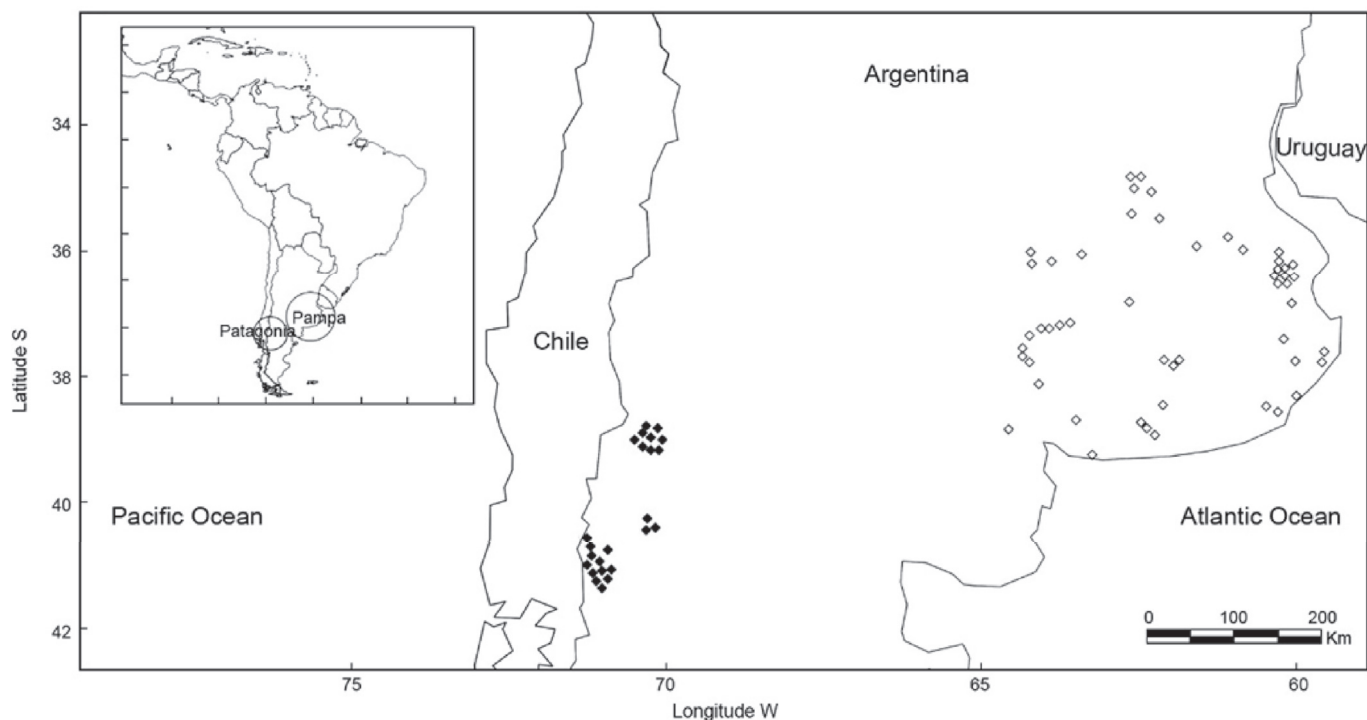 Argentina
34
Uruguay
36
Pampa
Patagonia
Chile
Latitude S
38
40
Pacific Ocean
Atlantic Ocean
0 100 200
Km
42
75 70 65 60
Longitude W